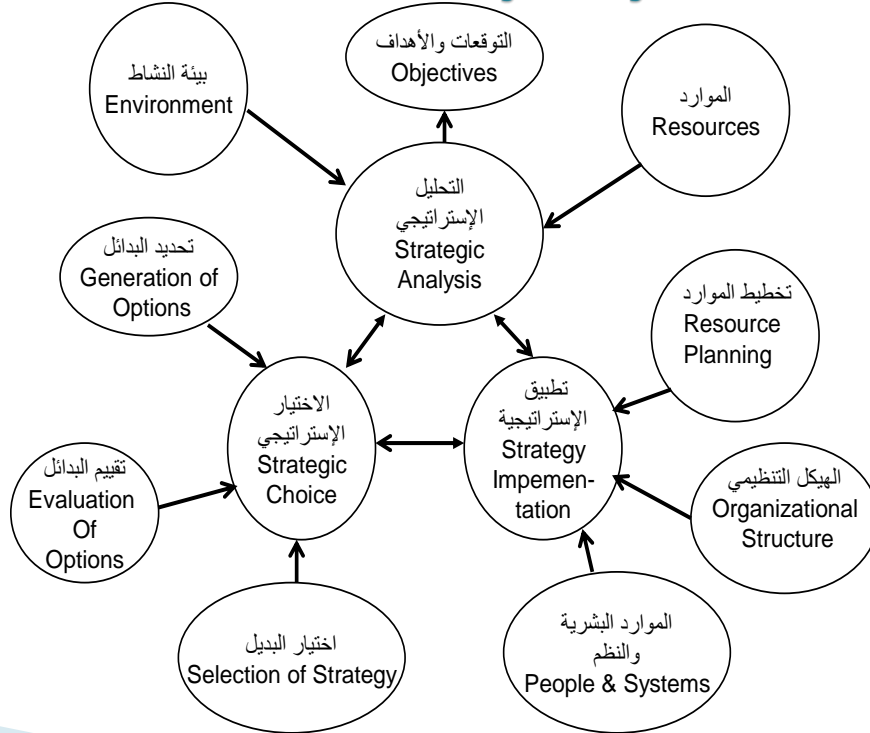 التوقعات والأهداف
Objectives
بيئة النشاط
Environment
الموارد
Resources
التحليل
الإستراتيجي
Strategic
Analysis
تحديد البدائل
Generation of
Options
تخطيط الموارد
Resource
Planning
الاختيار
الإستراتيجي
Strategic
Choice
تطبيق
الإستراتيجية
Strategy
Impemen-
tation
تقييم البدائل
Evaluation
Of
Options
الهيكل التنظيمي
Organizational
Structure
اختيار البديل
Selection of Strategy
الموارد البشرية
والنظم
People & Systems